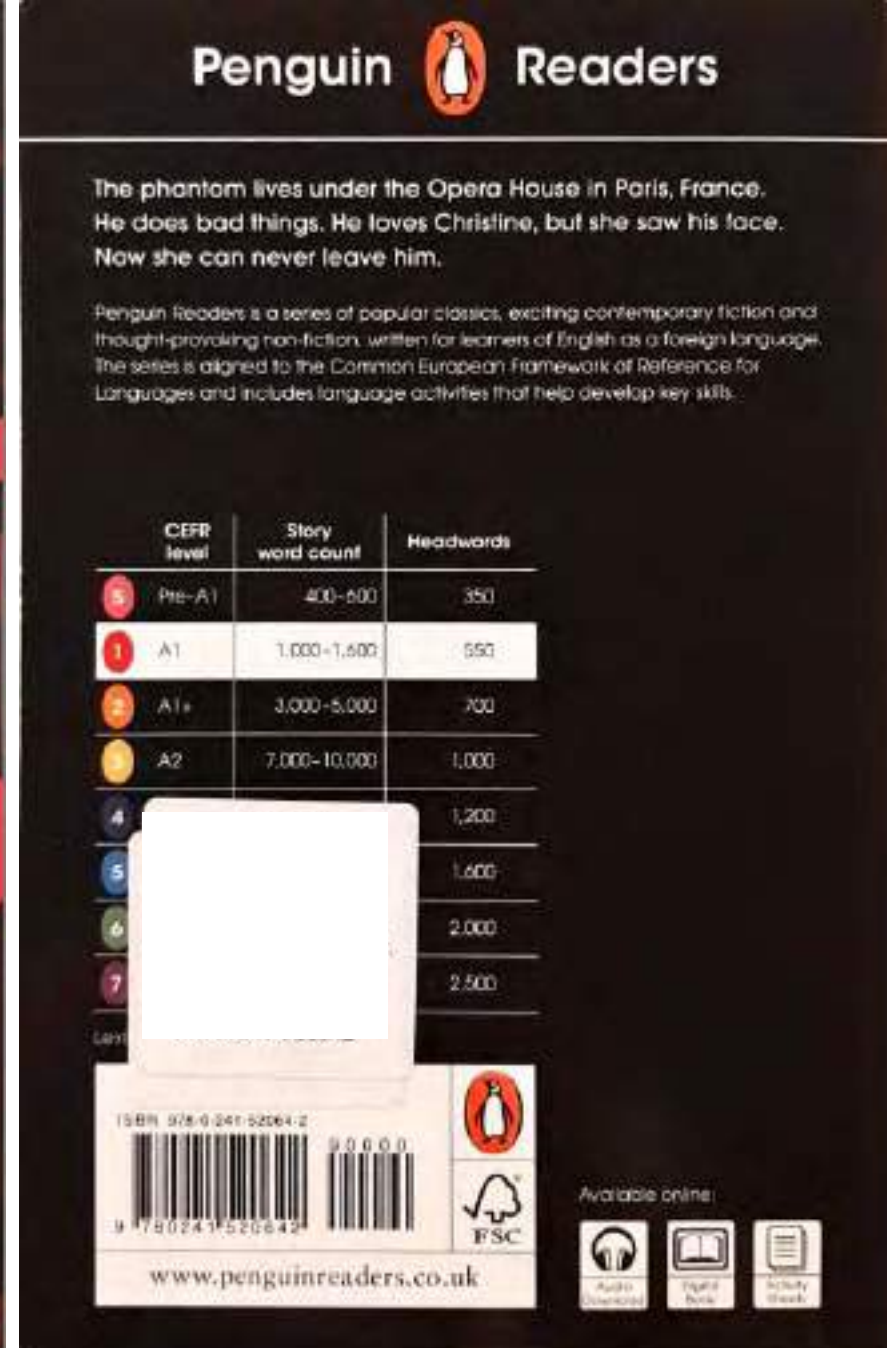 Penguin Readers
The phantom lives under the Opera House in Paris, France.
He does bad things. He loves Christine, but she saw his face.
Now she can never leave him.
Penguin Readers is a series of popular classics, exciting contemporary fiction and
thought-provoking non-fiction written for learners of English as a foreign language.
The series is aligned to the Common European Framework of Reference for
Languages and includes language activities that help develop key skills.
CEFR level Story word count Headwords
S Pre-A1 400-600 350
1 A1 1,000-1,600 550
2 A1+ 3,000-5,000 700
3 A2 7,000-10,000 1,000
4 1,200
5 1,600
6 2,000
7 2,500
ISBN 978-0-241-52064-2
90000
9 780241 520642
FSC
www.penguinreaders.co.uk
Available online:
Audio Download
Digital Book
Activity Sheets